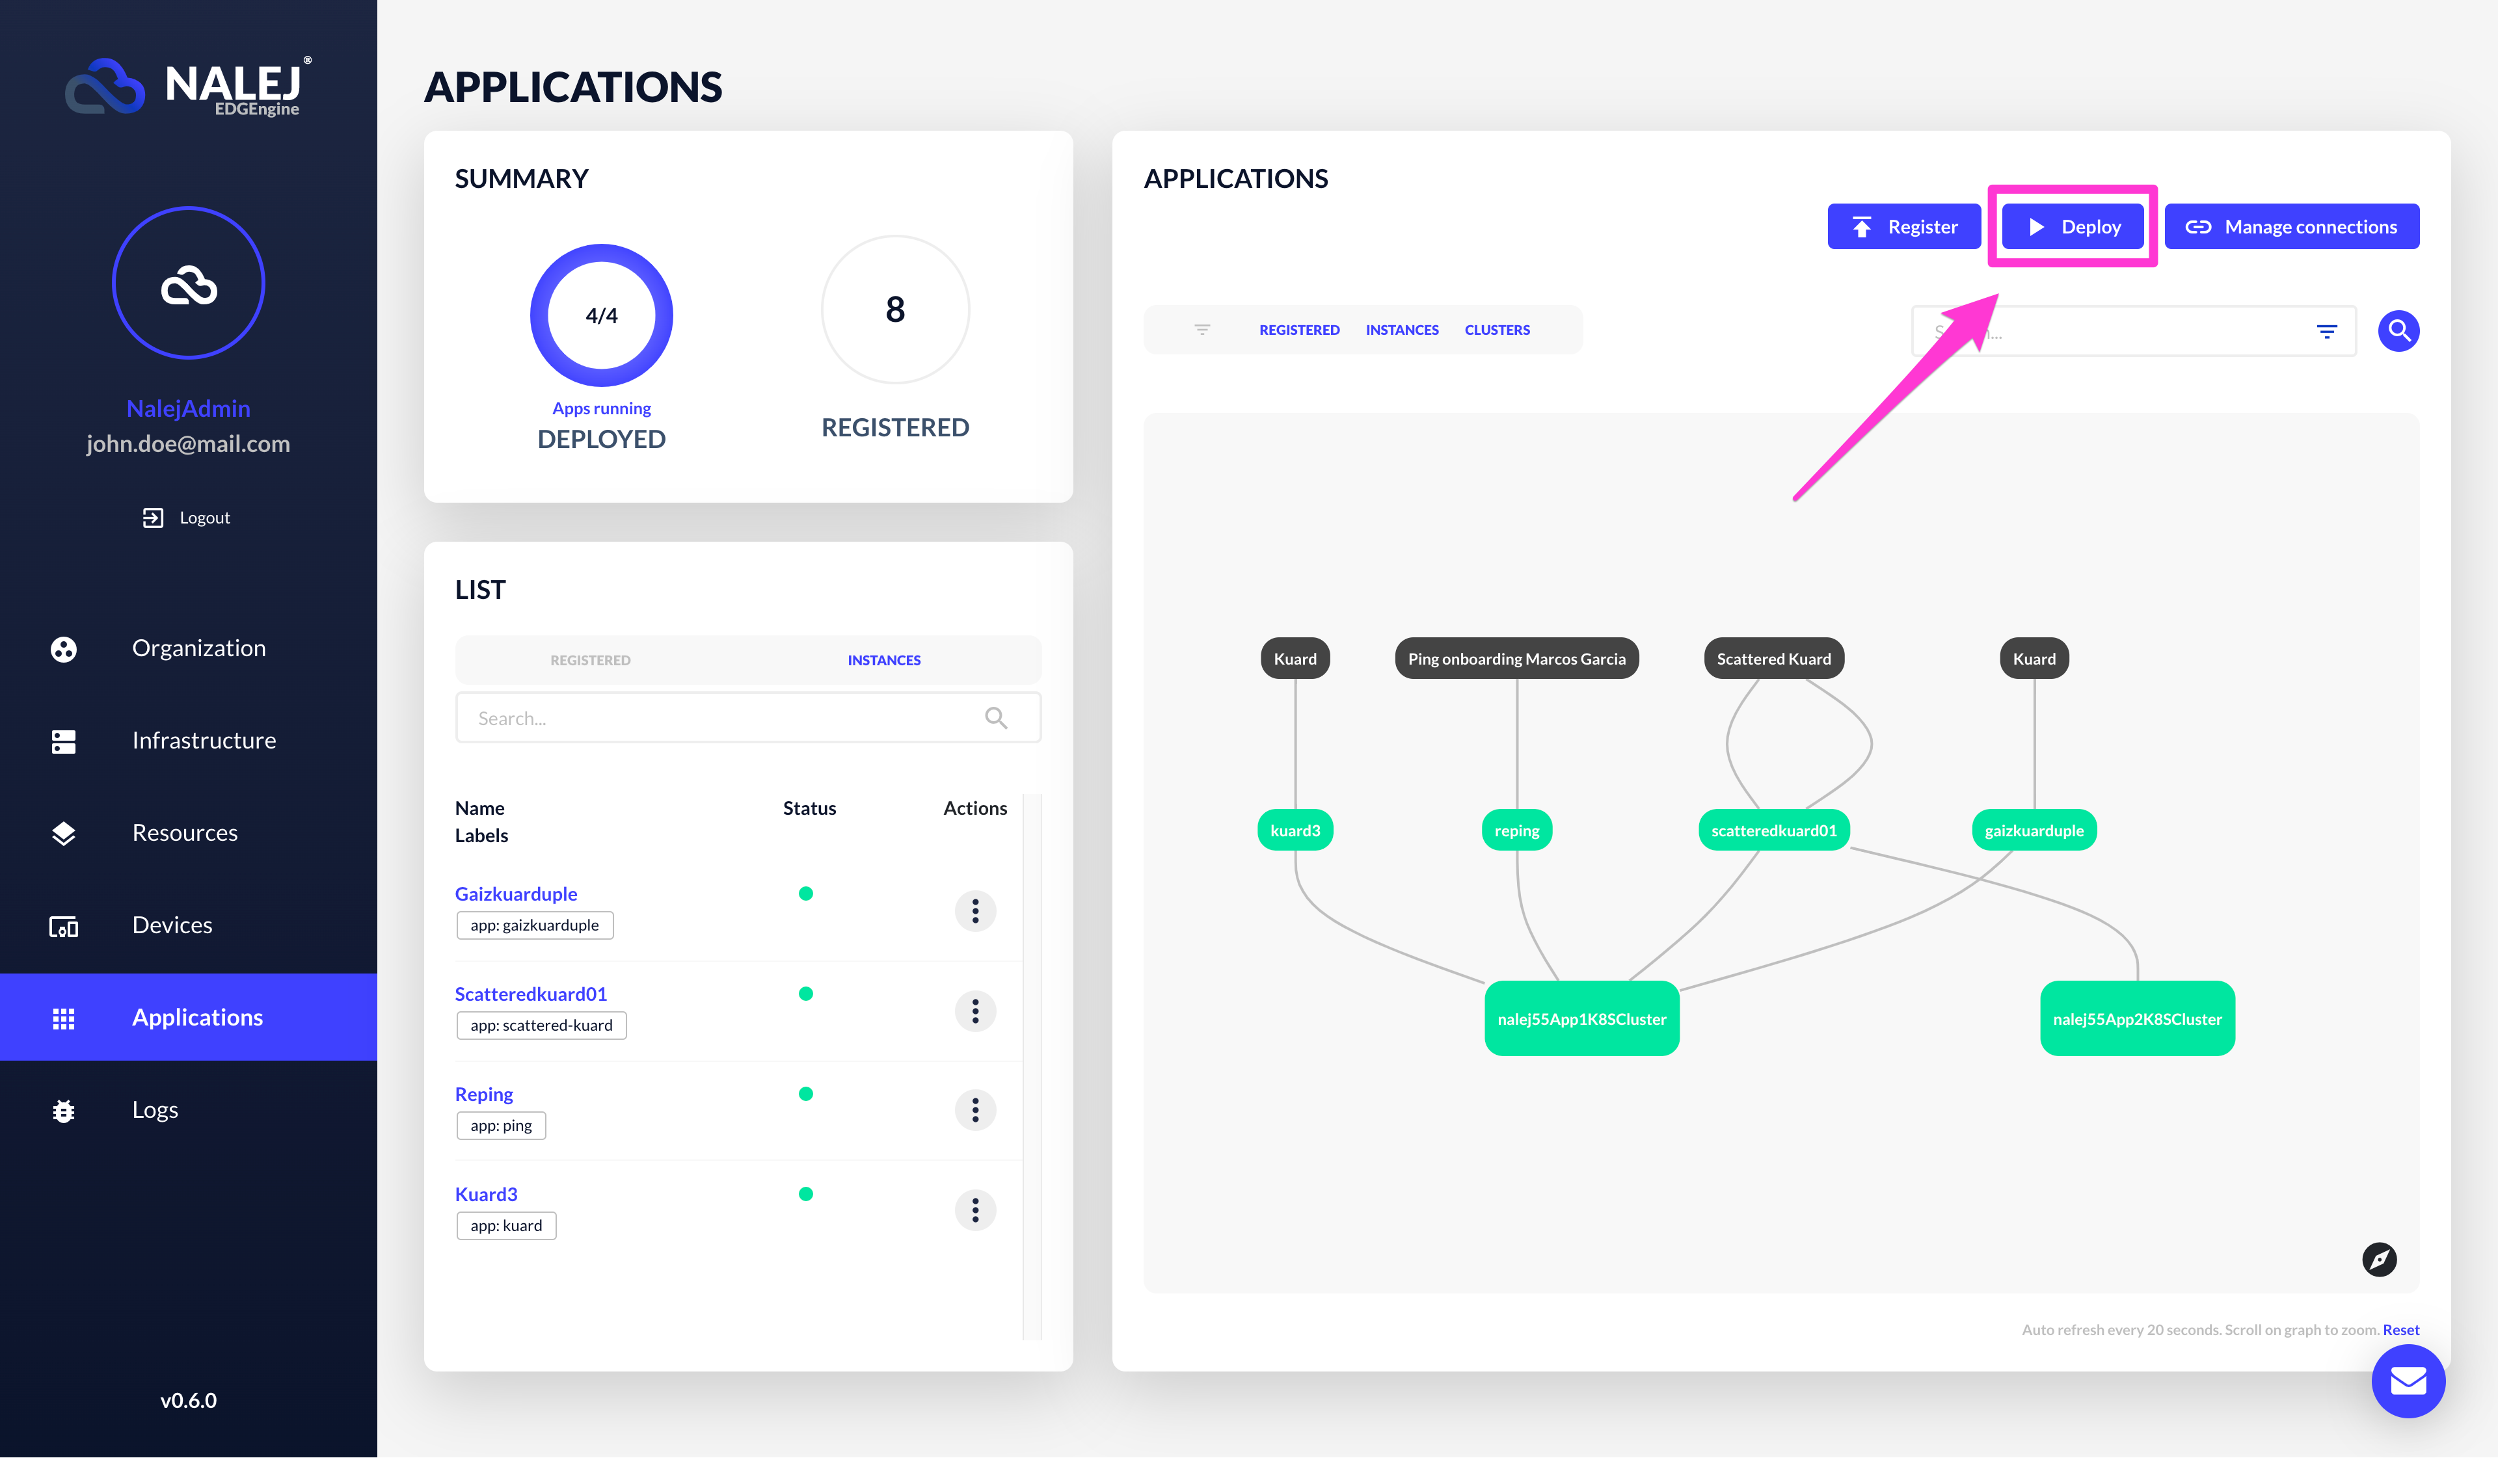 NALEJ®
EDGEngine
NalejAdmin
john.doe@mail.com
Logout
Organization
Infrastructure
Resources
Devices
Applications
Logs
v0.6.0
APPLICATIONS
SUMMARY
4/4
Apps running
DEPLOYED
8
REGISTERED
LIST
REGISTERED INSTANCES
Search...
Name Status Actions
Labels
Gaizkuarduple
app: gaizkuarduple
Scatteredkuard01
app: scattered-kuard
Reping
app: ping
Kuard3
app: kuard
APPLICATIONS
Register Deploy Manage connections
REGISTERED INSTANCES CLUSTERS
Kuard Ping onboarding Marcos Garcia Scattered Kuard Kuard
kuard3 reping scatteredkuard01 gaizkuarduple
nalej55App1K8SCluster nalej55App2K8SCluster
Auto refresh every 20 seconds. Scroll on graph to zoom. Reset